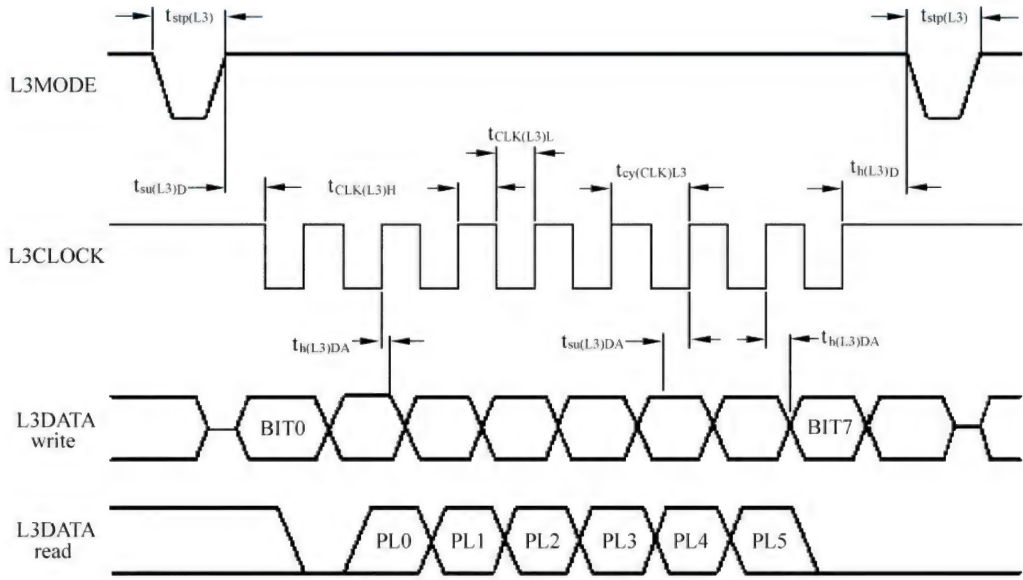 tstp(L3) tstp(L3)
L3MODE
tCLK(L3)L
tsu(L3)D tCLK(L3)H tcy(CLK)L3 th(L3)D
L3CLOCK
th(L3)DA tsu(L3)DA th(L3)DA
L3DATA
write
BIT0 BIT7
L3DATA
read
PL0 PL1 PL2 PL3 PL4 PL5